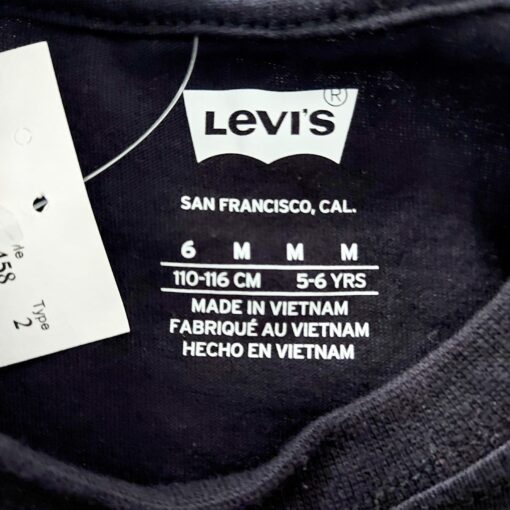 LEVI'S®
SAN FRANCISCO, CAL.
6 M M M
110-116 CM 5-6 YRS
MADE IN VIETNAM
FABRIQUÉ AU VIETNAM
HECHO EN VIETNAM
458
Type
2